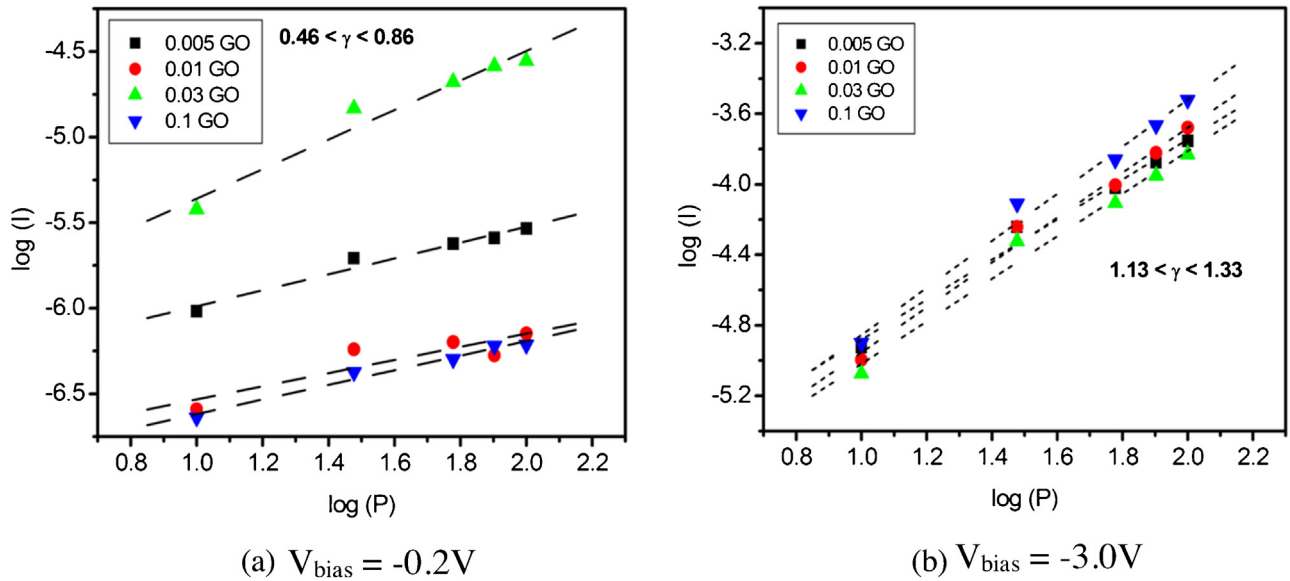 0.005 GO
0.01 GO
0.03 GO
0.1 GO
0.46 < γ < 0.86
-4.5
-5.0
-5.5
-6.0
-6.5
log (I)
0.8 1.0 1.2 1.4 1.6 1.8 2.0 2.2
log (P)
(a) Vbias = -0.2V
0.005 GO
0.01 GO
0.03 GO
0.1 GO
1.13 < γ < 1.33
-3.2
-3.6
-4.0
-4.4
-4.8
-5.2
log (I)
0.8 1.0 1.2 1.4 1.6 1.8 2.0 2.2
log (P)
(b) Vbias = -3.0V